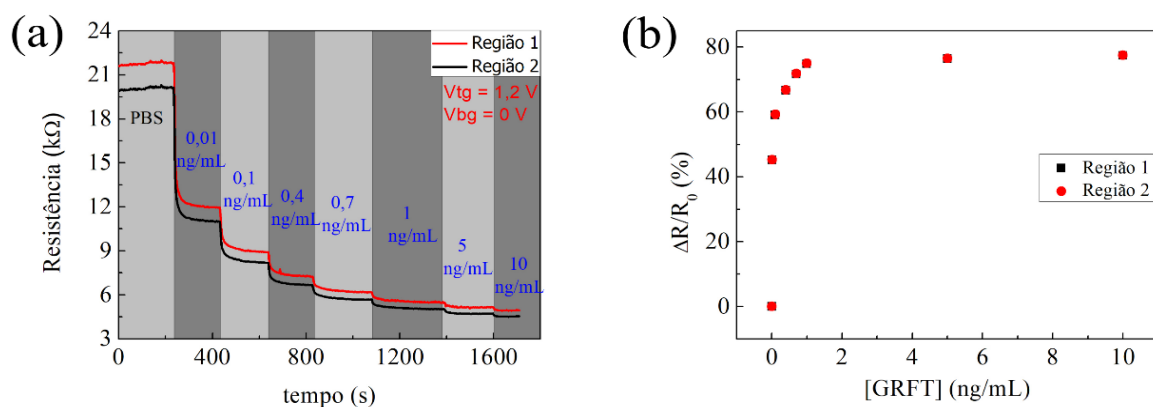 (a)
24
21
18
15
12
9
6
3
Resistência (kΩ)
Região 1
Região 2
Vtg = 1,2 V
Vbg = 0 V
PBS
0,01
ng/mL
0,1
ng/mL
0,4
ng/mL
0,7
ng/mL
1
ng/mL
5
ng/mL
10
ng/mL
0 400 800 1200 1600
tempo (s)
(b)
80
60
40
20
0
ΔR/R₀ (%)
Região 1
Região 2
0 2 4 6 8 10
[GRFT] (ng/mL)